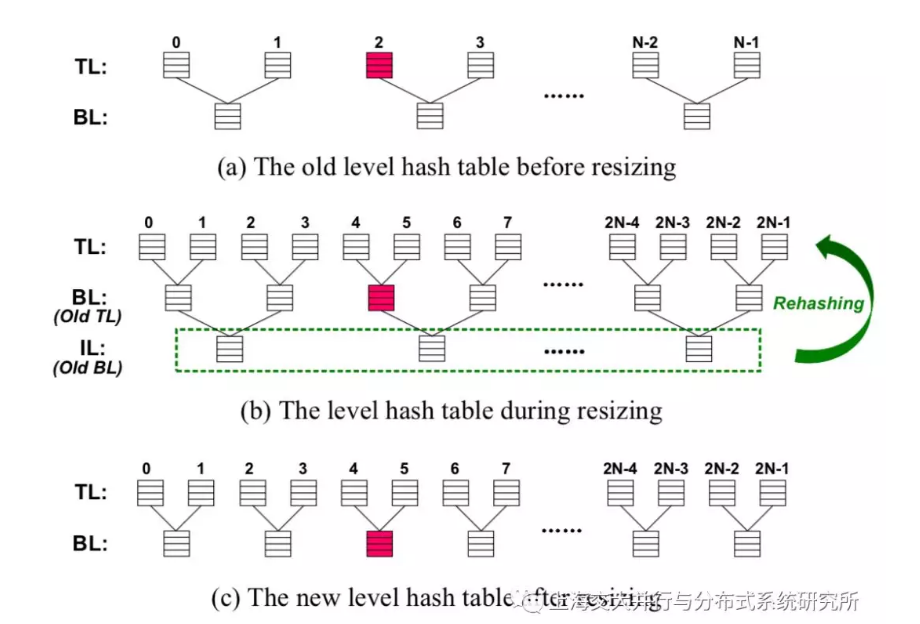 0 1 2 3 N-2 N-1
TL:
......
BL:
(a) The old level hash table before resizing
0 1 2 3 4 5 6 7 2N-4 2N-3 2N-2 2N-1
TL:
......
BL:
(Old TL)
Rehashing
IL:
......
(Old BL)
(b) The level hash table during resizing
0 1 2 3 4 5 6 7 2N-4 2N-3 2N-2 2N-1
TL:
......
BL:
(c) The new level hash table after resizing
上海交大并行与分布式系统研究所